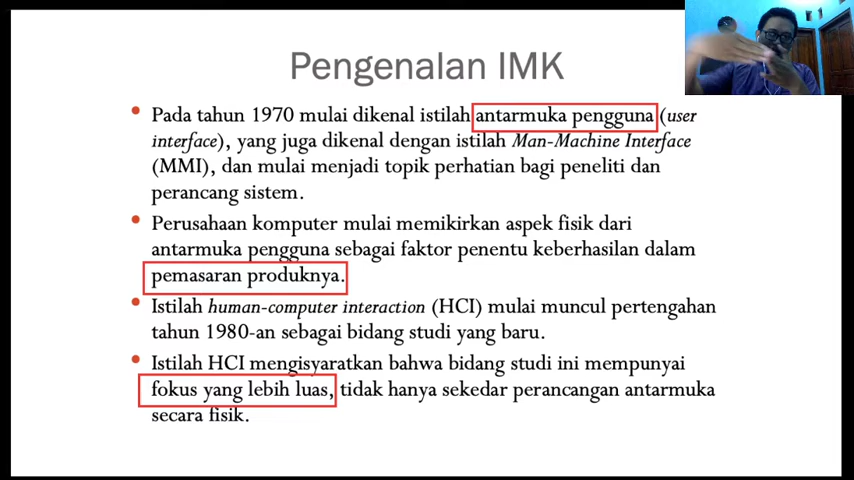 Pengenalan IMK
• Pada tahun 1970 mulai dikenal istilah antarmuka pengguna (user
interface), yang juga dikenal dengan istilah Man-Machine Interface
(MMI), dan mulai menjadi topik perhatian bagi peneliti dan
perancang sistem.
• Perusahaan komputer mulai memikirkan aspek fisik dari
antarmuka pengguna sebagai faktor penentu keberhasilan dalam
pemasaran produknya.
• Istilah human-computer interaction (HCI) mulai muncul pertengahan
tahun 1980-an sebagai bidang studi yang baru.
• Istilah HCI mengisyaratkan bahwa bidang studi ini mempunyai
fokus yang lebih luas, tidak hanya sekedar perancangan antarmuka
secara fisik.